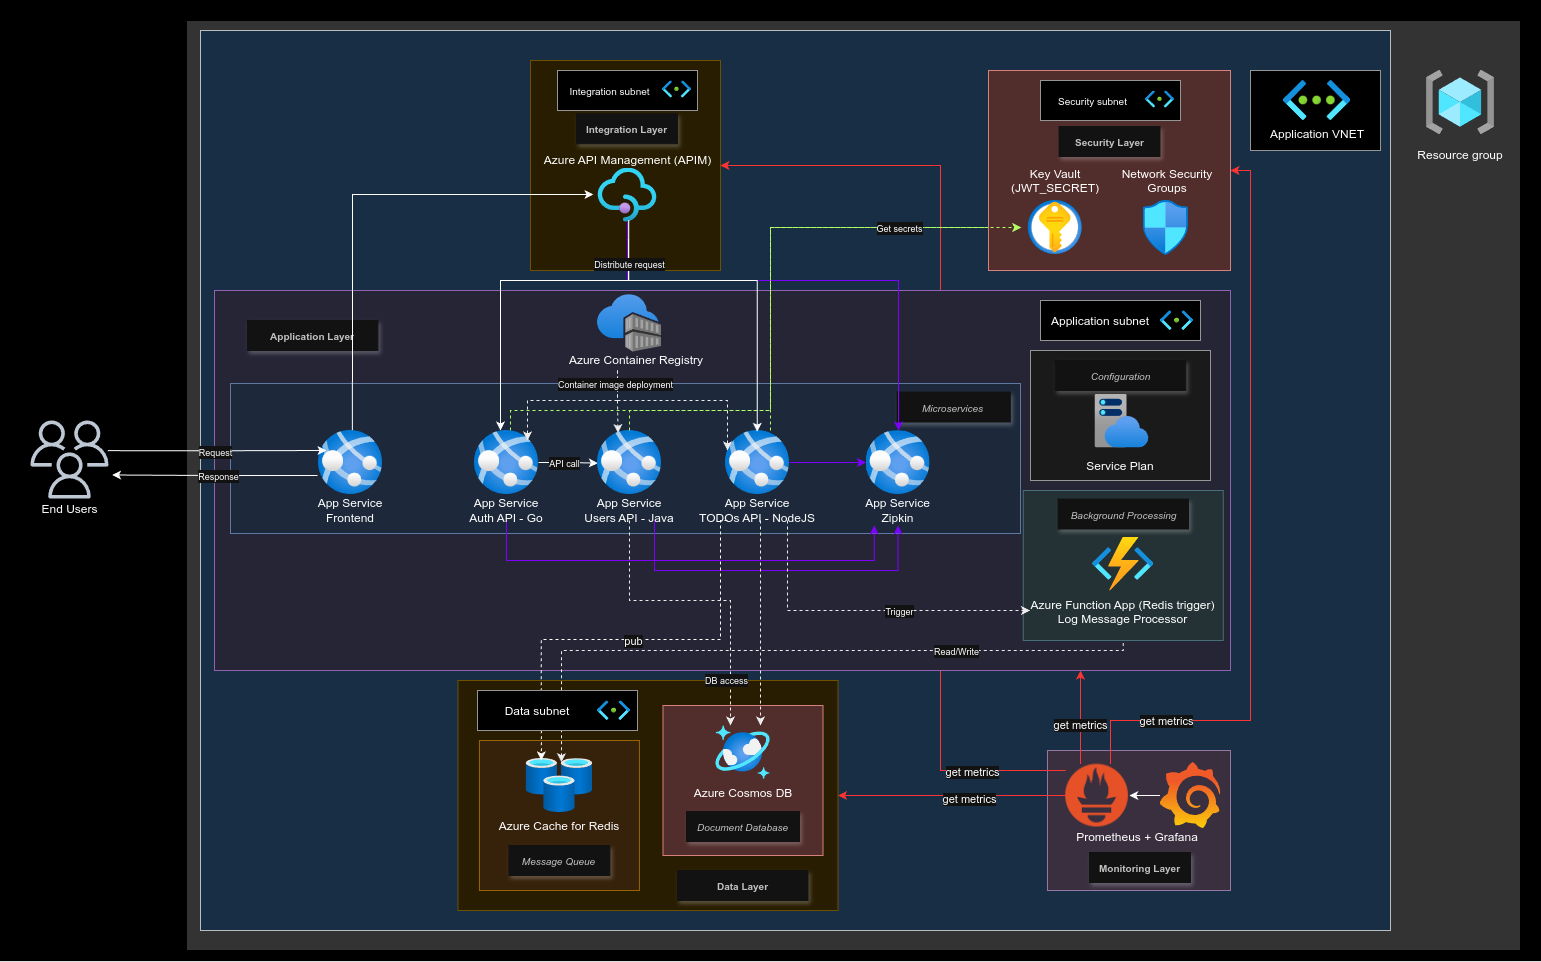 Integration subnet
Integration Layer
Azure API Management (APIM)
Distribute request
Security subnet
Security Layer
Key Vault
(JWT_SECRET)
Network Security
Groups
Get secrets
Application VNET
Resource group
Application Layer
Azure Container Registry
Container image deployment
Application subnet
Configuration
Service Plan
Microservices
Request
Response
End Users
App Service
Frontend
App Service
Auth API - Go
API call
App Service
Users API - Java
App Service
TODOs API - NodeJS
App Service
Zipkin
Background Processing
Azure Function App (Redis trigger)
Log Message Processor
Trigger
pub
Read/Write
DB access
Data subnet
Azure Cache for Redis
Message Queue
Azure Cosmos DB
Document Database
Data Layer
get metrics
get metrics
get metrics
get metrics
Prometheus + Grafana
Monitoring Layer